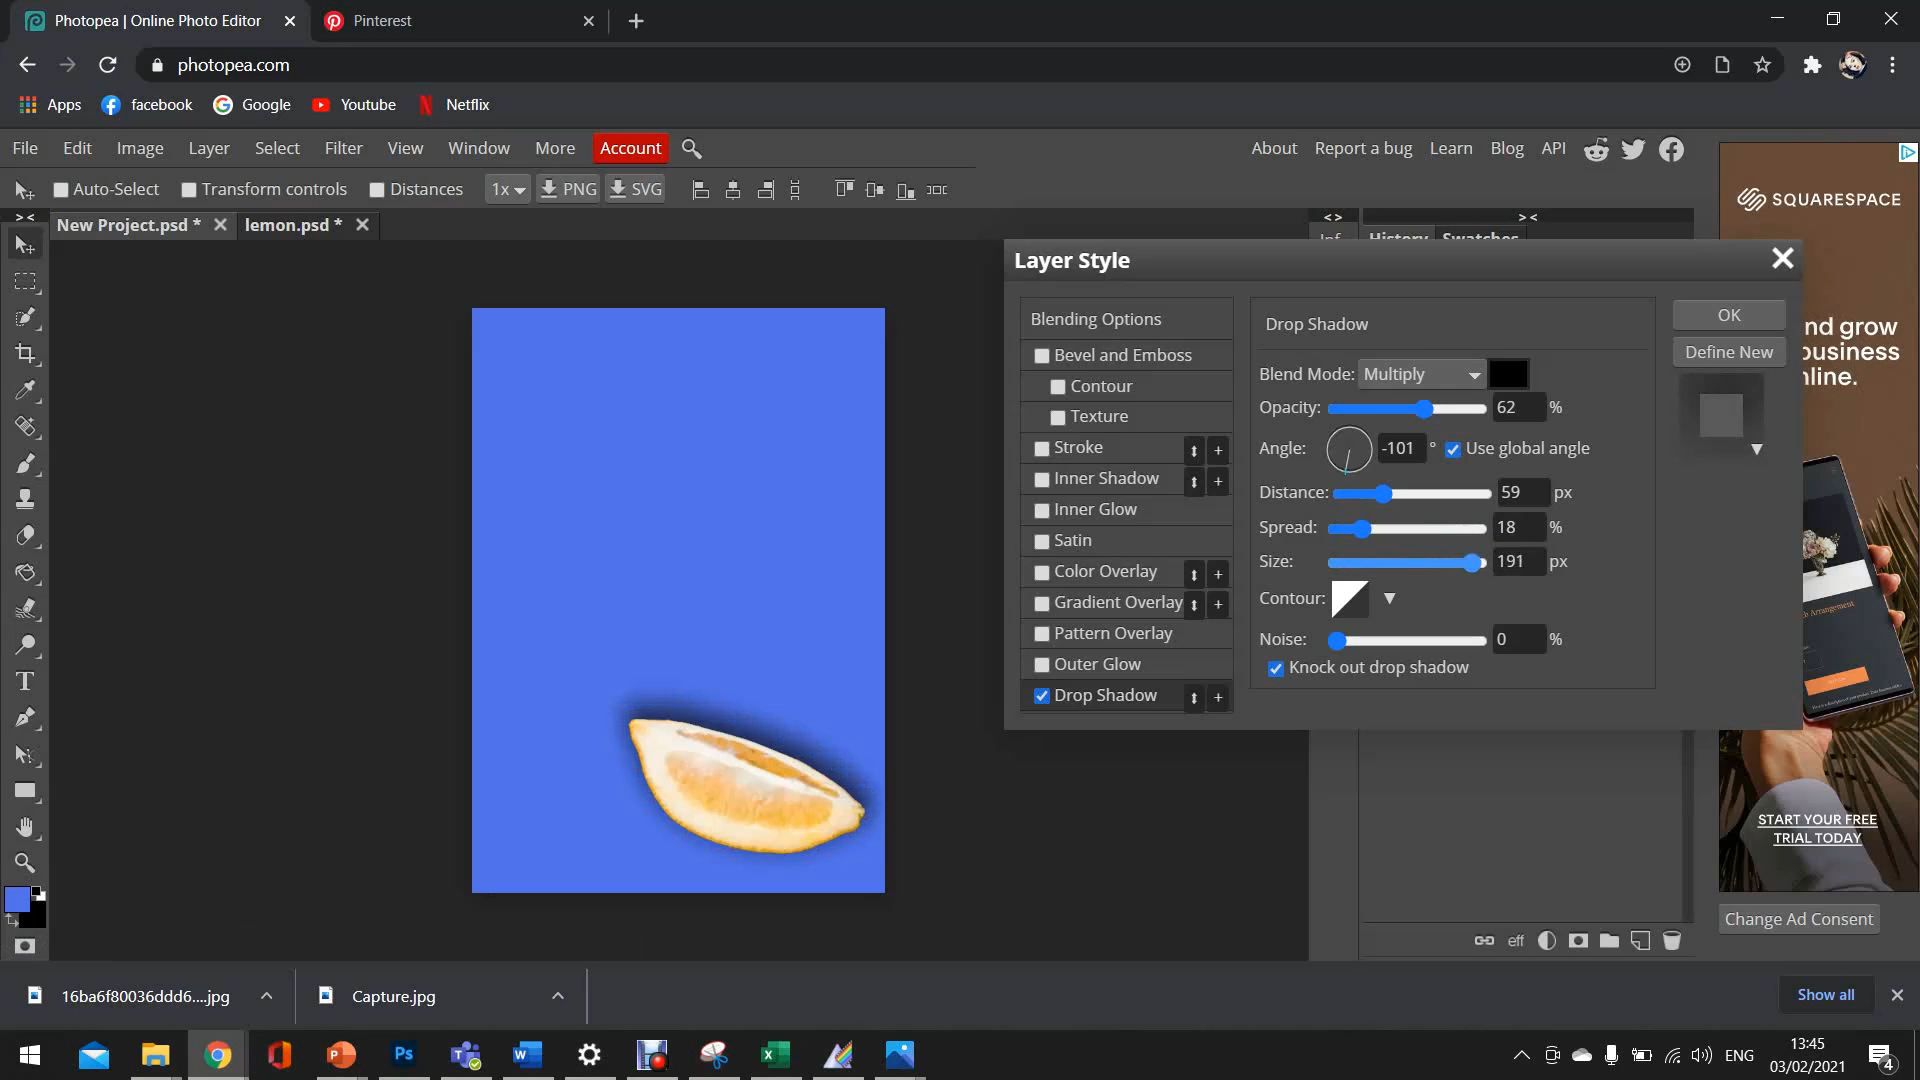 Photopea | Online Photo Editor
Pinterest
photopea.com
Apps
facebook
Google
Youtube
Netflix
File Edit Image Layer Select Filter View Window More Account
About Report a bug Learn Blog API
Auto-Select Transform controls Distances 1x PNG SVG
New Project.psd *
lemon.psd *
SQUARESPACE
Layer Style
Blending Options
Bevel and Emboss
Contour
Texture
Stroke
Inner Shadow
Inner Glow
Satin
Color Overlay
Gradient Overlay
Pattern Overlay
Outer Glow
Drop Shadow
Drop Shadow
Blend Mode: Multiply
Opacity: 62 %
Angle: -101 ° Use global angle
Distance: 59 px
Spread: 18 %
Size: 191 px
Contour:
Noise: 0 %
Knock out drop shadow
OK
Define New
nd grow
business
nline.
START YOUR FREE
TRIAL TODAY
Change Ad Consent
eff
16ba6f80036ddd6....jpg
Capture.jpg
Show all
ENG
13:45
03/02/2021
4